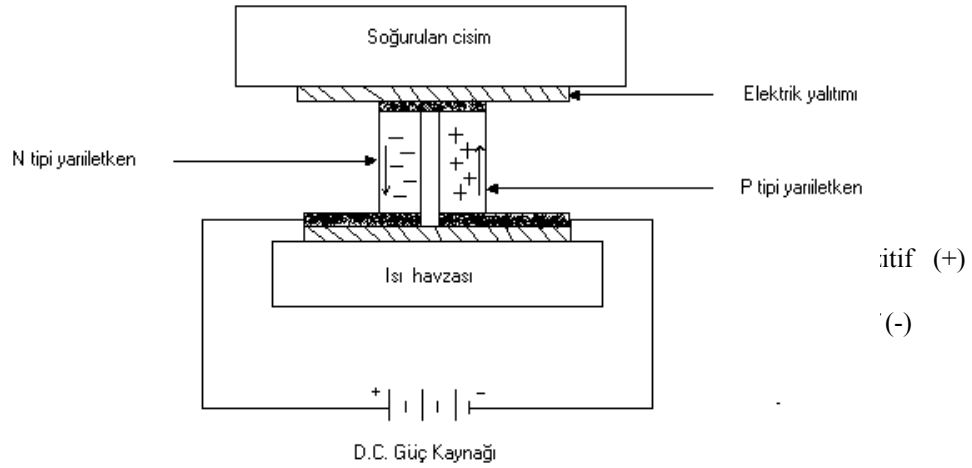 Soğurulan cisim
Elektrik yalıtımı
N tipi yarıiletken
P tipi yarıiletken
(+)
Isı havzası
(-)
+ -
D.C. Güç Kaynağı